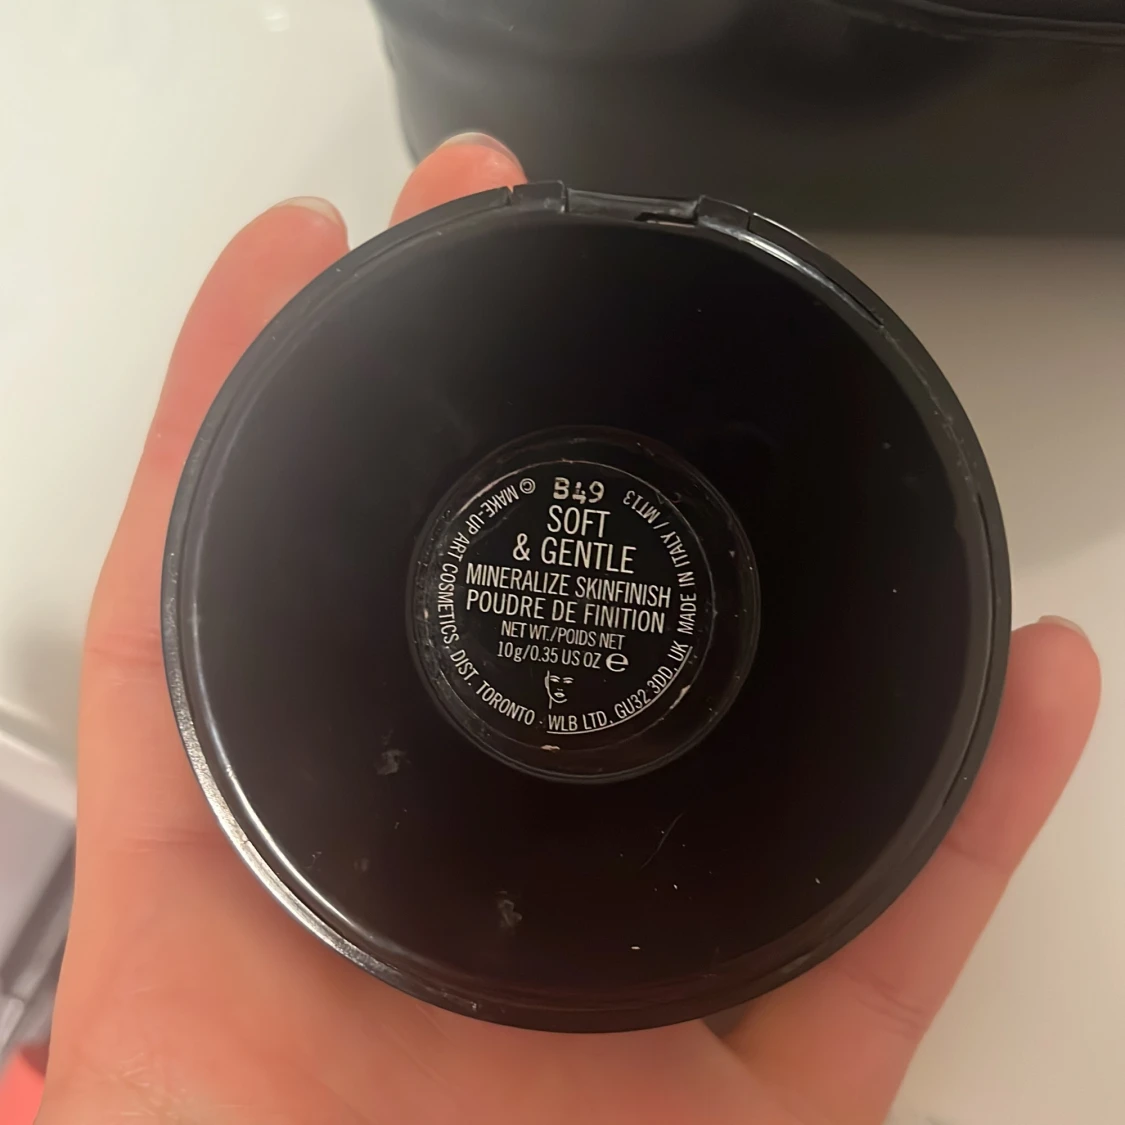 B49
SOFT
& GENTLE
MINERALIZE SKINFINISH
POUDRE DE FINITION
NET WT./POIDS NET
10g/0.35 US OZ ℮
© MAKE-UP ART COSMETICS, DIST. TORONTO · WLB LTD, GU32 3DD, UK MADE IN ITALY / MT13